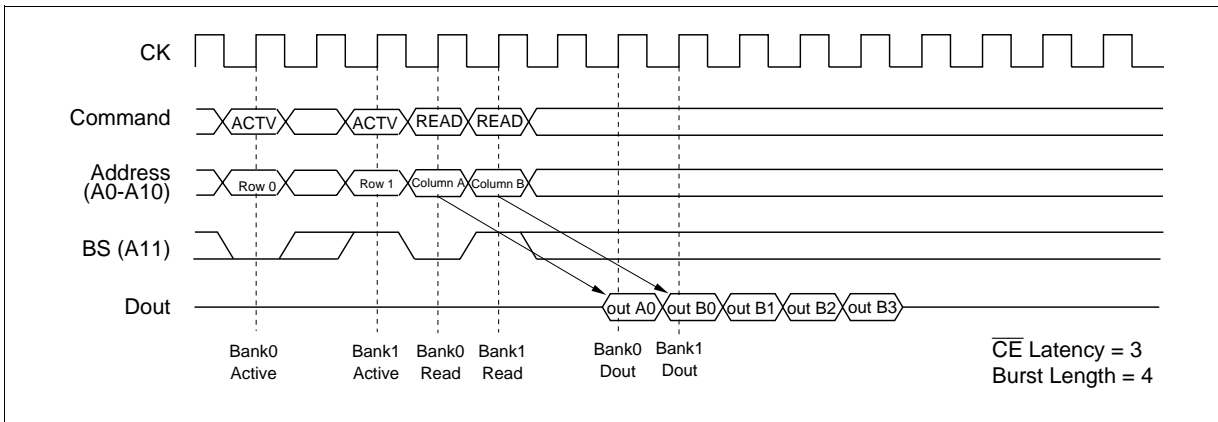 CK
Command
ACTV
ACTV
READ
READ
Address
(A0-A10)
Row 0
Row 1
Column A
Column B
BS (A11)
Dout
out A0
out B0
out B1
out B2
out B3
Bank0
Active
Bank1
Active
Bank0
Read
Bank1
Read
Bank0
Dout
Bank1
Dout
CE Latency = 3
Burst Length = 4